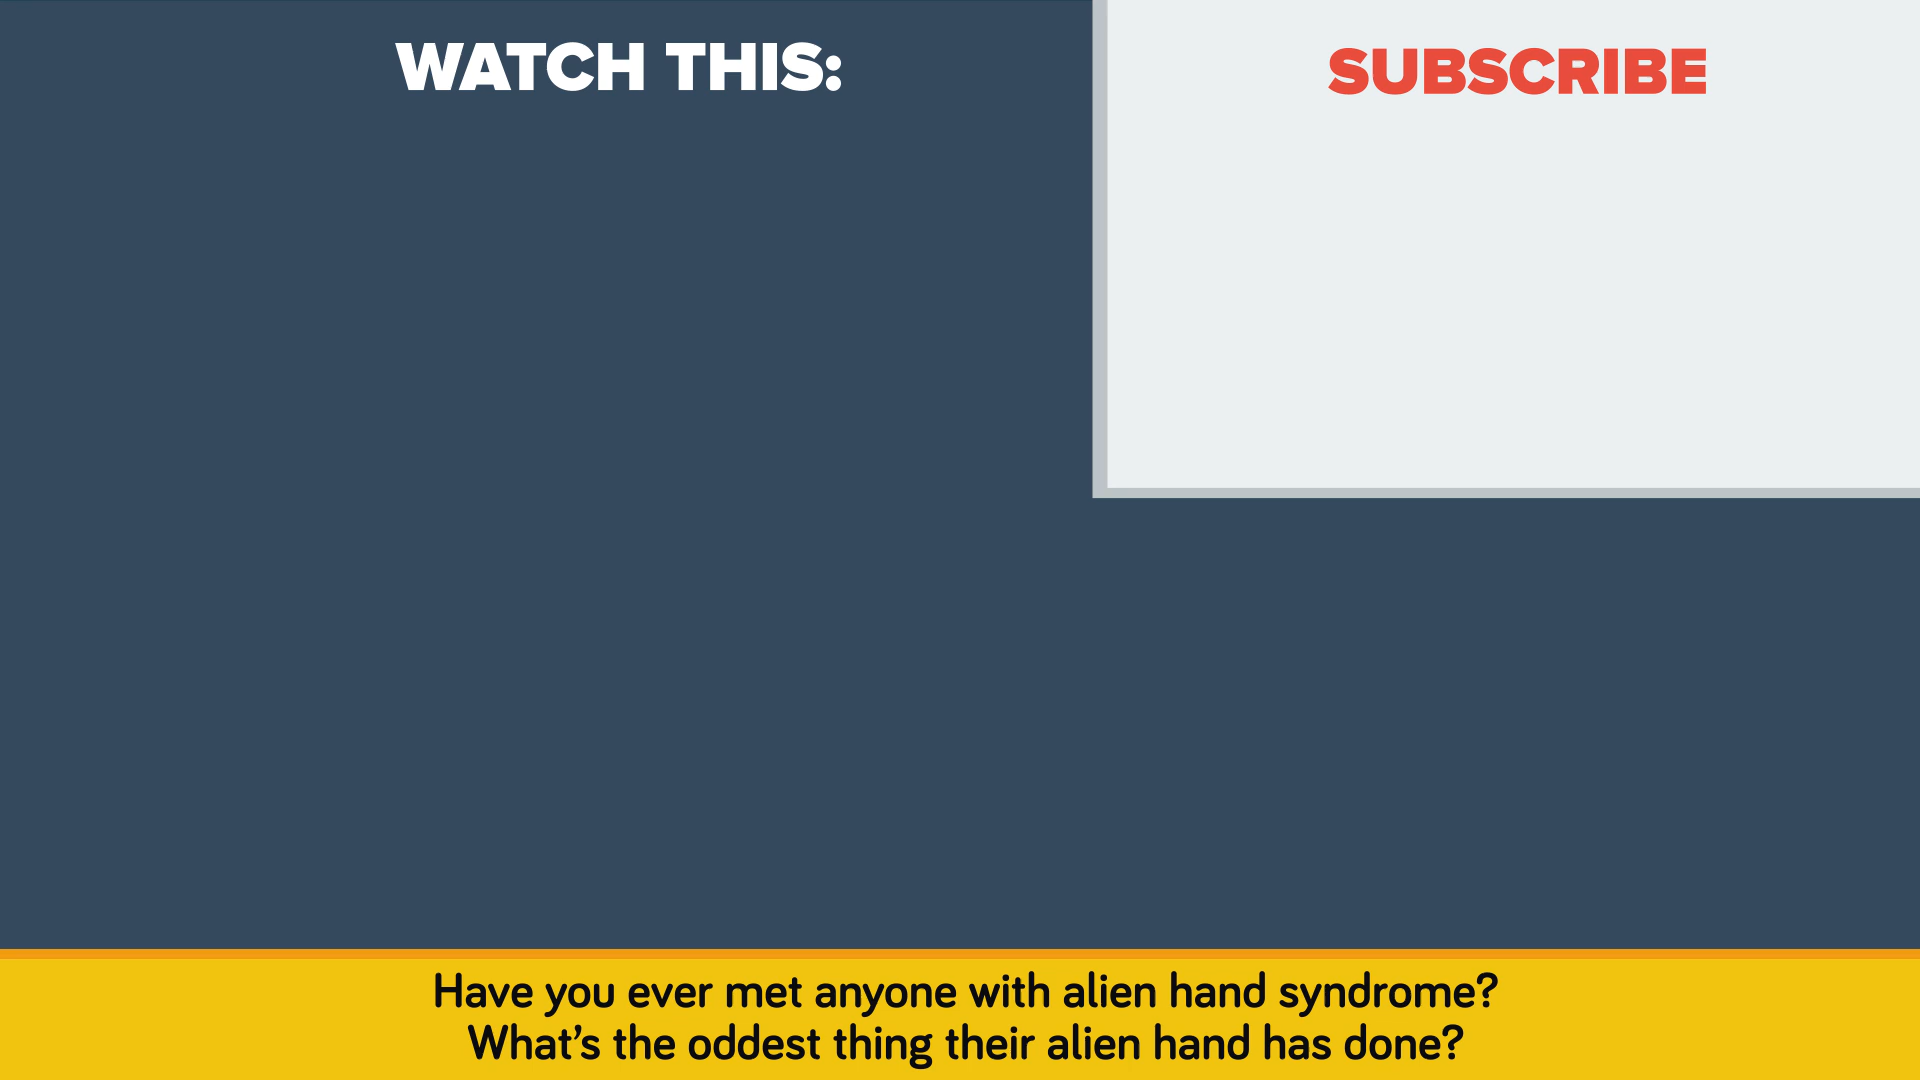 WATCH THIS:
SUBSCRIBE
Have you ever met anyone with alien hand syndrome?
What’s the oddest thing their alien hand has done?